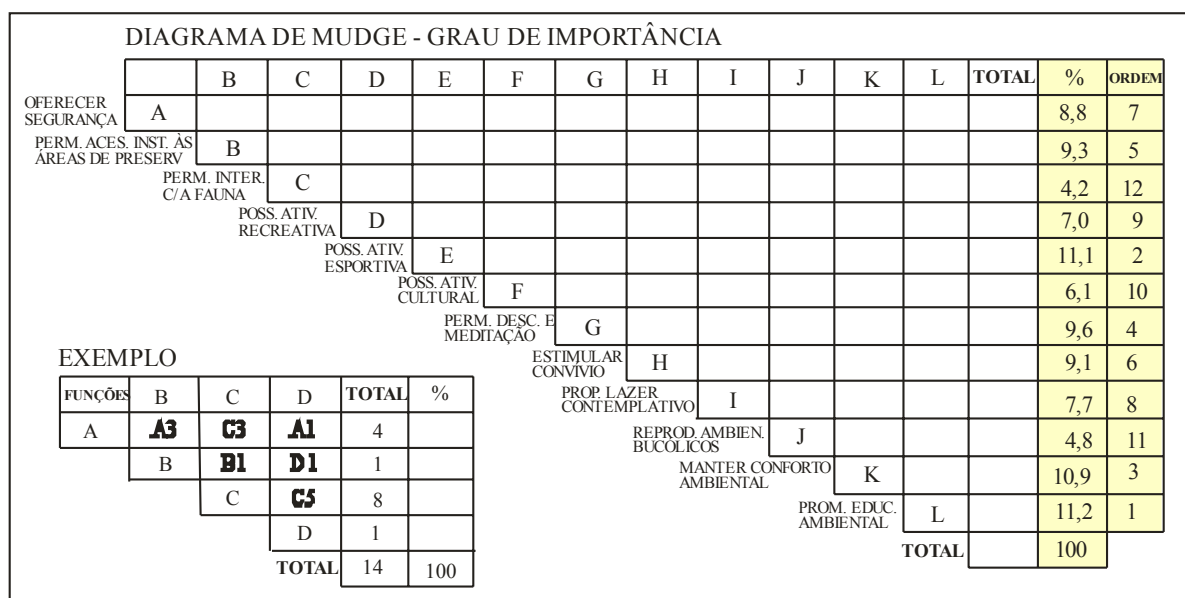 DIAGRAMA DE MUDGE - GRAU DE IMPORTÂNCIA
B C D E F G H I J K L TOTAL % ORDEM
OFERECER
SEGURANÇA A 8,8 7
PERM. ACES. INST. ÀS
ÁREAS DE PRESERV B 9,3 5
PERM. INTER.
C/A FAUNA C 4,2 12
POSS. ATIV.
RECREATIVA D 7,0 9
POSS. ATIV.
ESPORTIVA E 11,1 2
POSS. ATIV.
CULTURAL F 6,1 10
PERM. DESC. E
MEDITAÇÃO G 9,6 4
ESTIMULAR
CONVÍVIO H 9,1 6
PROP. LAZER
CONTEMPLATIVO I 7,7 8
REPROD. AMBIEN.
BUCÓLICOS J 4,8 11
MANTER CONFORTO
AMBIENTAL K 10,9 3
PROM. EDUC.
AMBIENTAL L 11,2 1
TOTAL 100
EXEMPLO
FUNÇÕES B C D TOTAL %
A A3 C3 A1 4
B B1 D1 1
C C5 8
D 1
TOTAL 14 100